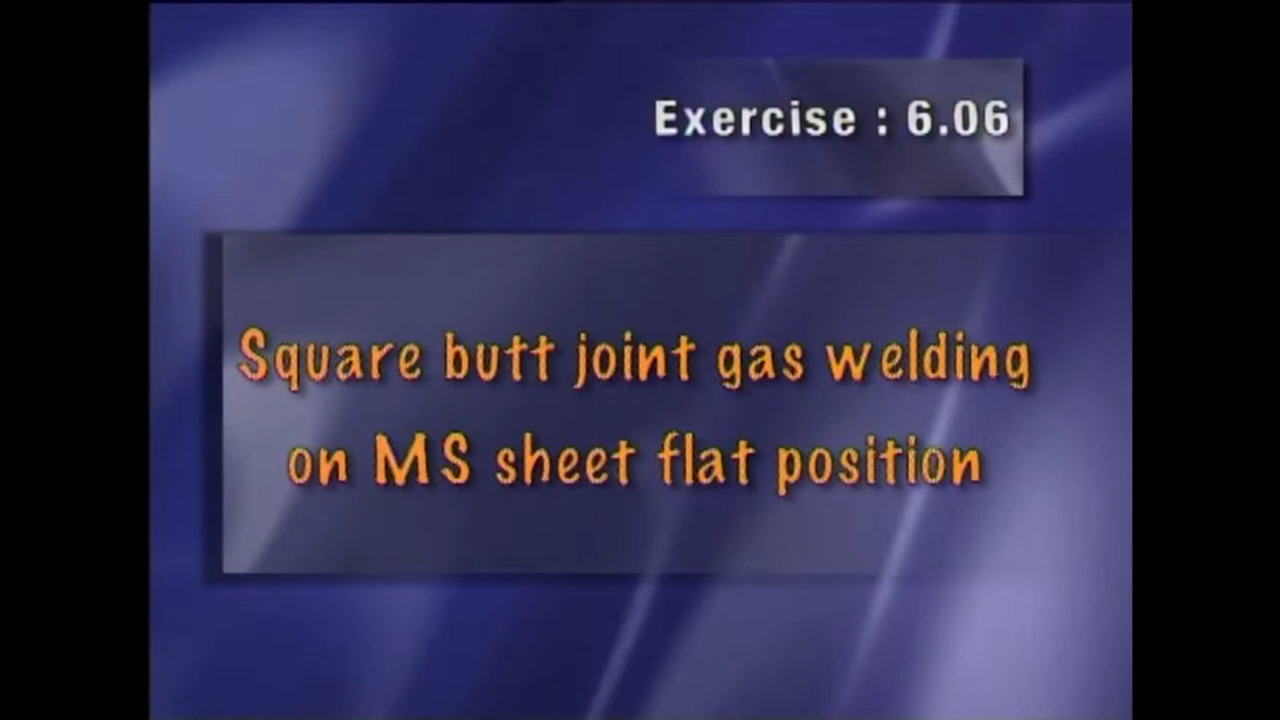 Exercise : 6.06
Square butt joint gas welding
on MS sheet flat position